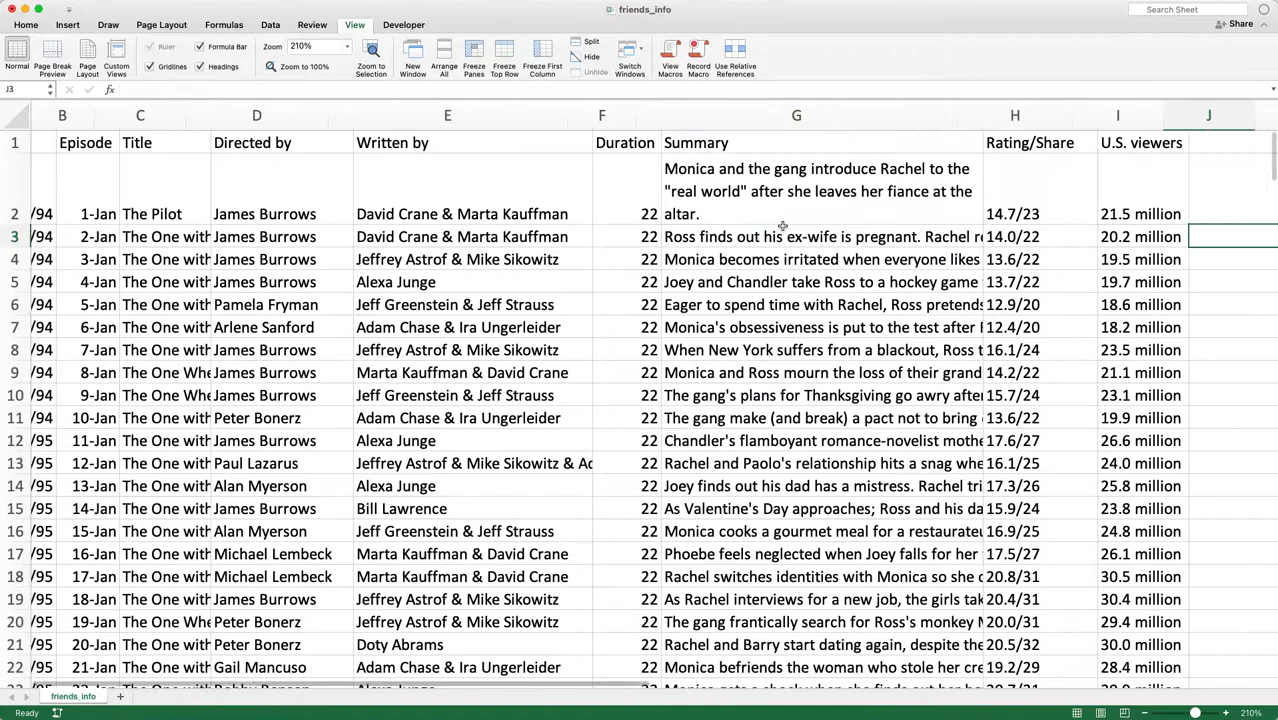 friends_info
Search Sheet
Home Insert Draw Page Layout Formulas Data Review View Developer
Share
Ruler Formula Bar Zoom 210% Split
Gridlines Headings Zoom to 100% Hide
Unhide
Normal Page Break Preview Page Layout Custom Views Zoom to Selection New Window Arrange All Freeze Panes Freeze Top Row Freeze First Column Switch Windows View Macros Record Macro Use Relative References
J3 fx
B C D E F G H I J
1 Episode Title Directed by Written by Duration Summary Rating/Share U.S. viewers
Monica and the gang introduce Rachel to the
"real world" after she leaves her fiance at the
2 /94 1-Jan The Pilot James Burrows David Crane & Marta Kauffman 22 altar. 14.7/23 21.5 million
3 /94 2-Jan The One with James Burrows David Crane & Marta Kauffman 22 Ross finds out his ex-wife is pregnant. Rachel re 14.0/22 20.2 million
4 /94 3-Jan The One with James Burrows Jeffrey Astrof & Mike Sikowitz 22 Monica becomes irritated when everyone likes 13.6/22 19.5 million
5 /94 4-Jan The One with James Burrows Alexa Junge 22 Joey and Chandler take Ross to a hockey game 13.7/22 19.7 million
6 /94 5-Jan The One with Pamela Fryman Jeff Greenstein & Jeff Strauss 22 Eager to spend time with Rachel, Ross pretends 12.9/20 18.6 million
7 /94 6-Jan The One with Arlene Sanford Adam Chase & Ira Ungerleider 22 Monica's obsessiveness is put to the test after 12.4/20 18.2 million
8 /94 7-Jan The One with James Burrows Jeffrey Astrof & Mike Sikowitz 22 When New York suffers from a blackout, Ross t 16.1/24 23.5 million
9 /94 8-Jan The One Whe James Burrows Marta Kauffman & David Crane 22 Monica and Ross mourn the loss of their grand 14.2/22 21.1 million
10 /94 9-Jan The One Whe James Burrows Jeff Greenstein & Jeff Strauss 22 The gang's plans for Thanksgiving go awry after 15.7/24 23.1 million
11 /94 10-Jan The One with Peter Bonerz Adam Chase & Ira Ungerleider 22 The gang make (and break) a pact not to bring 13.6/22 19.9 million
12 /95 11-Jan The One with James Burrows Alexa Junge 22 Chandler's flamboyant romance-novelist mothe 17.6/27 26.6 million
13 /95 12-Jan The One with Paul Lazarus Jeffrey Astrof & Mike Sikowitz & Ad 22 Rachel and Paolo's relationship hits a snag whe 16.1/24 24.0 million
14 /95 13-Jan The One with Alan Myerson Alexa Junge 22 Joey finds out his dad has a mistress. Rachel tri 17.3/26 25.8 million
15 /95 14-Jan The One with James Burrows Bill Lawrence 22 As Valentine's Day approaches; Ross and his da 15.9/24 23.8 million
16 /95 15-Jan The One with Alan Myerson Jeff Greenstein & Jeff Strauss 22 Monica cooks a gourmet meal for a restaurate 16.9/25 24.8 million
17 /95 16-Jan The One with Michael Lembeck Marta Kauffman & David Crane 22 Phoebe feels neglected when Joey falls for her 17.5/27 26.1 million
18 /95 17-Jan The One with Michael Lembeck Marta Kauffman & David Crane 22 Rachel switches identities with Monica so she c 20.8/31 30.5 million
19 /95 18-Jan The One with James Burrows Jeffrey Astrof & Mike Sikowitz 22 As Rachel interviews for a new job, the girls tak 20.4/31 30.4 million
20 /95 19-Jan The One Whe Peter Bonerz Jeffrey Astrof & Mike Sikowitz 22 The gang frantically search for Ross's monkey 20.0/31 29.4 million
21 /95 20-Jan The One with Peter Bonerz Doty Abrams 22 Rachel and Barry start dating again, despite the 20.5/32 30.0 million
22 /95 21-Jan The One with Gail Mancuso Adam Chase & Ira Ungerleider 22 Monica befriends the woman who stole her cre 19.2/29 28.4 million
friends_info
Ready 210%